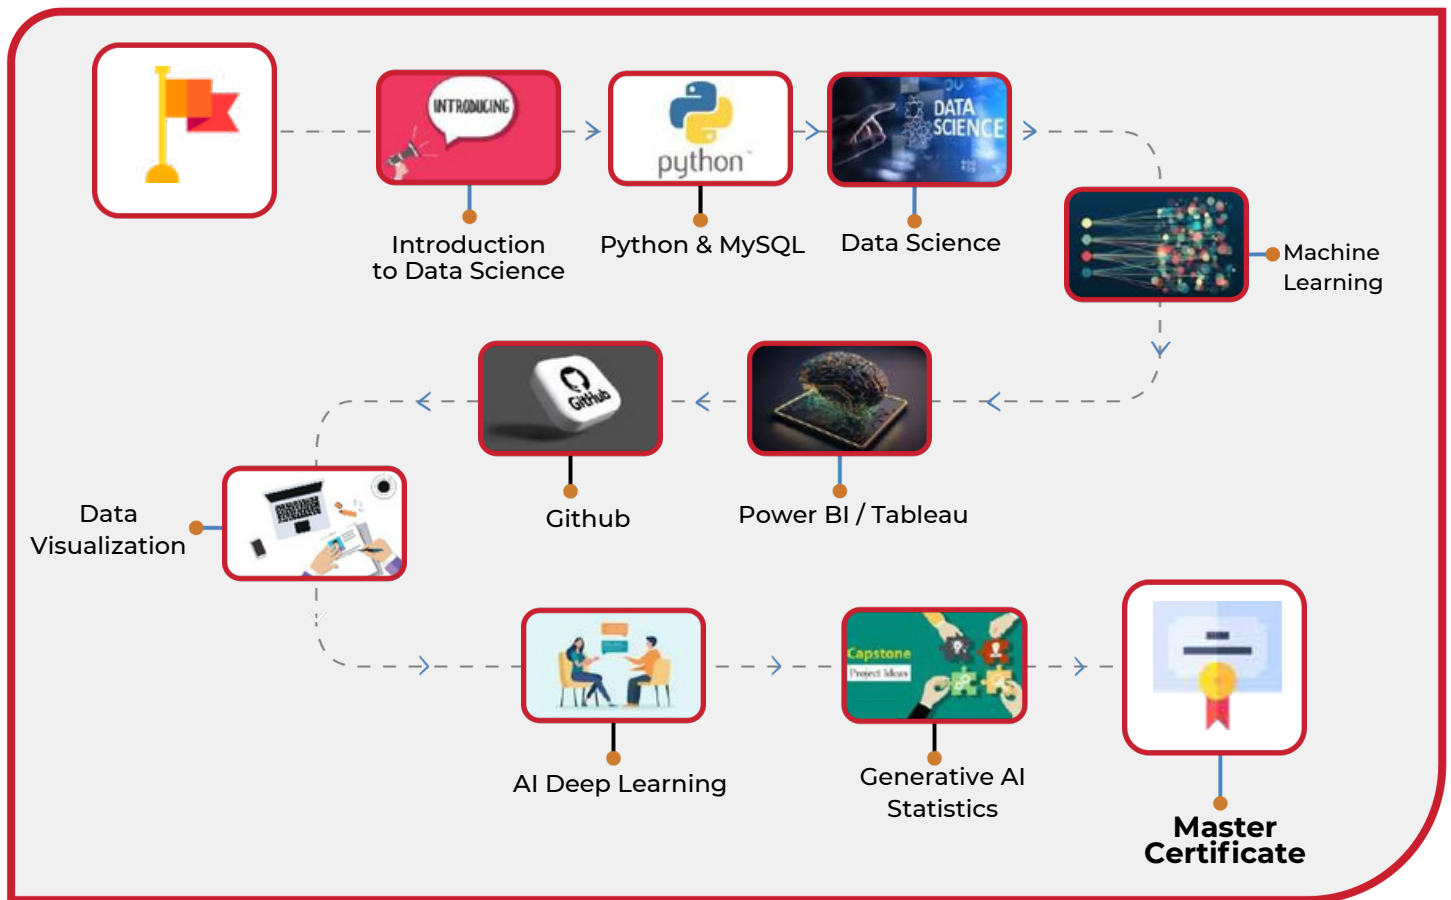 INTRODUCING
python
DATA
SCIENCE
Introduction
to Data Science
Python & MySQL
Data Science
Machine
Learning
GitHub
Github
Power BI / Tableau
Data
Visualization
Capstone
Project Ideas
AI Deep Learning
Generative AI
Statistics
Master
Certificate